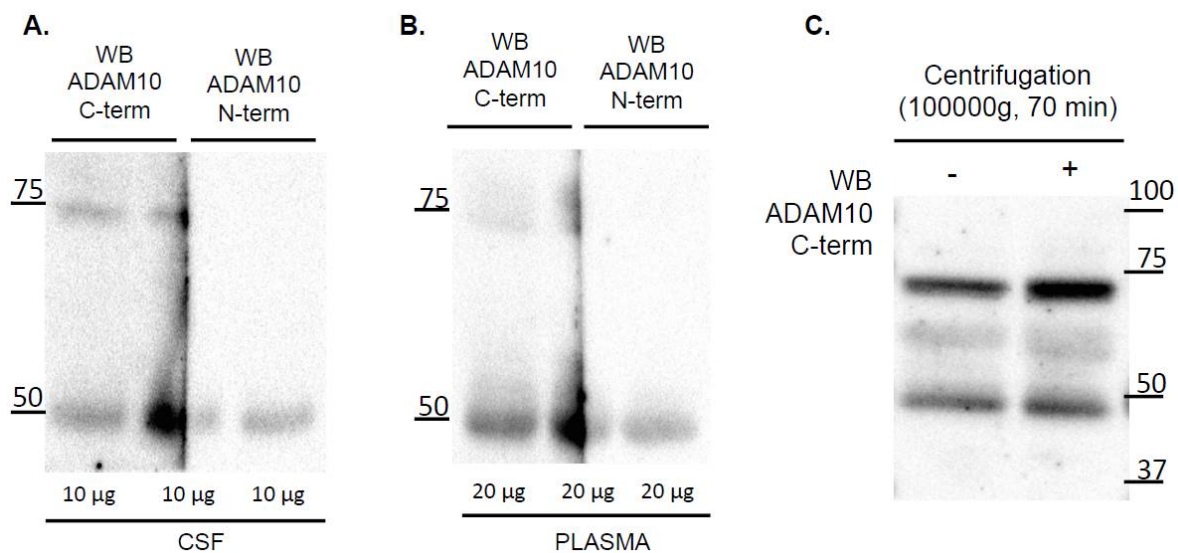 A.
WB
ADAM10
C-term
WB
ADAM10
N-term
75
50
10 µg
10 µg
10 µg
CSF
B.
WB
ADAM10
C-term
WB
ADAM10
N-term
75
50
20 µg
20 µg
20 µg
PLASMA
C.
Centrifugation
(100000g, 70 min)
- +
WB
ADAM10
C-term
100
75
50
37